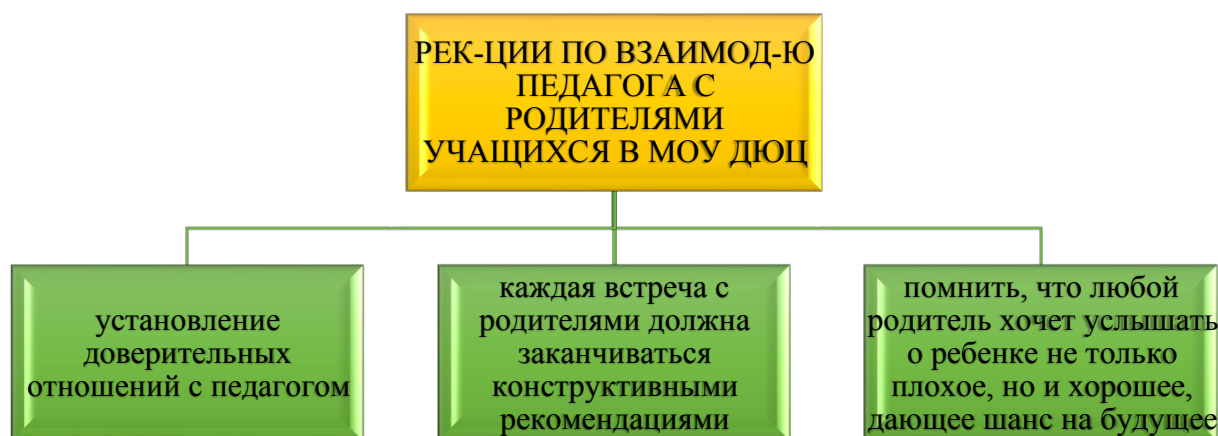 РЕК-ЦИИ ПО ВЗАИМОД-Ю
ПЕДАГОГА С
РОДИТЕЛЯМИ
УЧАЩИХСЯ В МОУ ДЮЦ
установление
доверительных
отношений с педагогом
каждая встреча с
родителями должна
заканчиваться
конструктивными
рекомендациями
помнить, что любой
родитель хочет услышать
о ребенке не только
плохое, но и хорошее,
дающее шанс на будущее